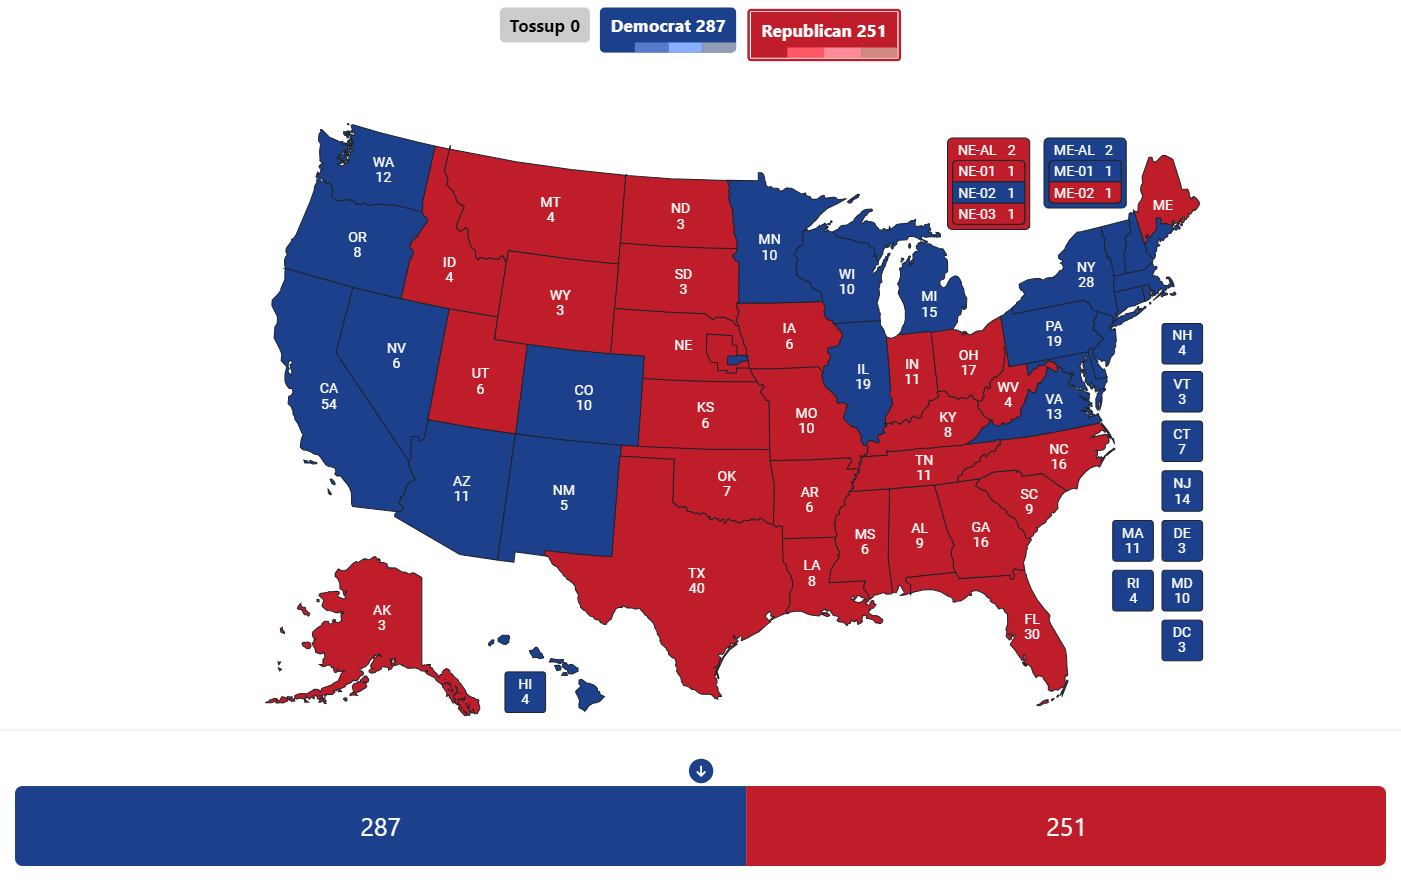 Tossup 0
Democrat 287
Republican 251
WA
12
OR
8
CA
54
NV
6
ID
4
MT
4
WY
3
UT
6
CO
10
AZ
11
NM
5
ND
3
SD
3
NE
KS
6
OK
7
TX
40
MN
10
IA
6
MO
10
AR
6
LA
8
WI
10
IL
19
MI
15
IN
11
OH
17
KY
8
WV
4
TN
11
MS
6
AL
9
GA
16
FL
30
SC
9
NC
16
VA
13
PA
19
NY
28
ME
NE-AL 2
NE-01 1
NE-02 1
NE-03 1
ME-AL 2
ME-01 1
ME-02 1
NH
4
VT
3
CT
7
NJ
14
MA
11
DE
3
RI
4
MD
10
DC
3
AK
3
HI
4
287
251